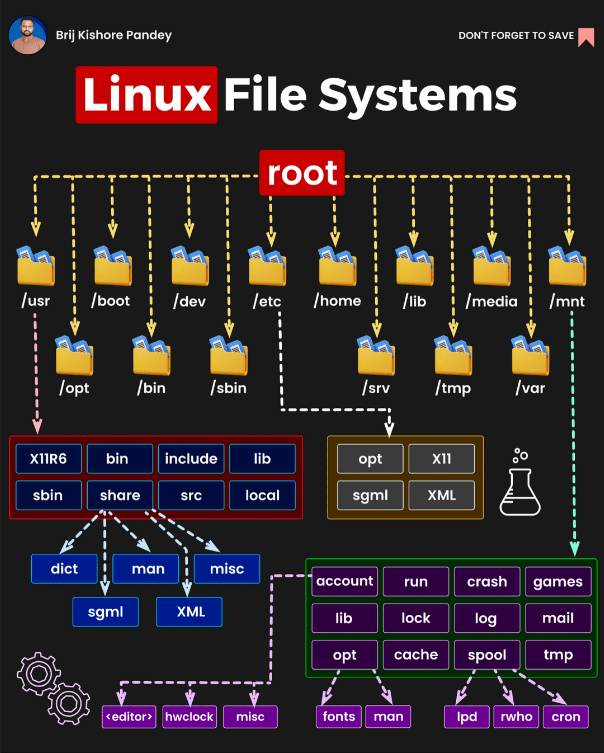 Brij Kishore Pandey
DON'T FORGET TO SAVE
Linux File Systems
root
/usr /boot /dev /etc /home /lib /media /mnt
/opt /bin /sbin /srv /tmp /var
X11R6 bin include lib
opt X11
sbin share src local
sgml XML
dict man misc
account run crash games
sgml XML
lib lock log mail
opt cache spool tmp
<editor> hwclock misc fonts man lpd rwho cron